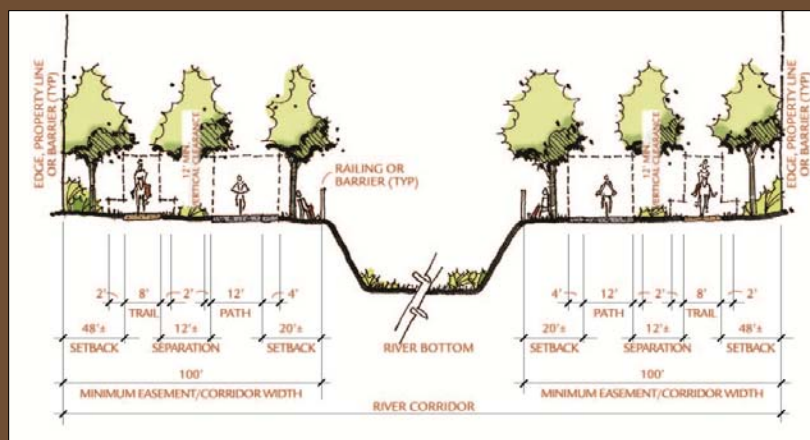 EDGE, PROPERTY LINE
OR BARRIER (TYP)
12' MIN.
VERTICAL CLEARANCE
RAILING OR
BARRIER (TYP)
12' MIN.
VERTICAL CLEARANCE
EDGE, PROPERTY LINE
OR BARRIER (TYP)
2' 8' 2' 12' 4' 4' 12' 2' 8' 2'
TRAIL PATH PATH TRAIL
48'± 12'± 20'± 20'± 12'± 48'±
SETBACK SEPARATION SETBACK RIVER BOTTOM SETBACK SEPARATION SETBACK
100' 100'
MINIMUM EASEMENT/CORRIDOR WIDTH MINIMUM EASEMENT/CORRIDOR WIDTH
RIVER CORRIDOR